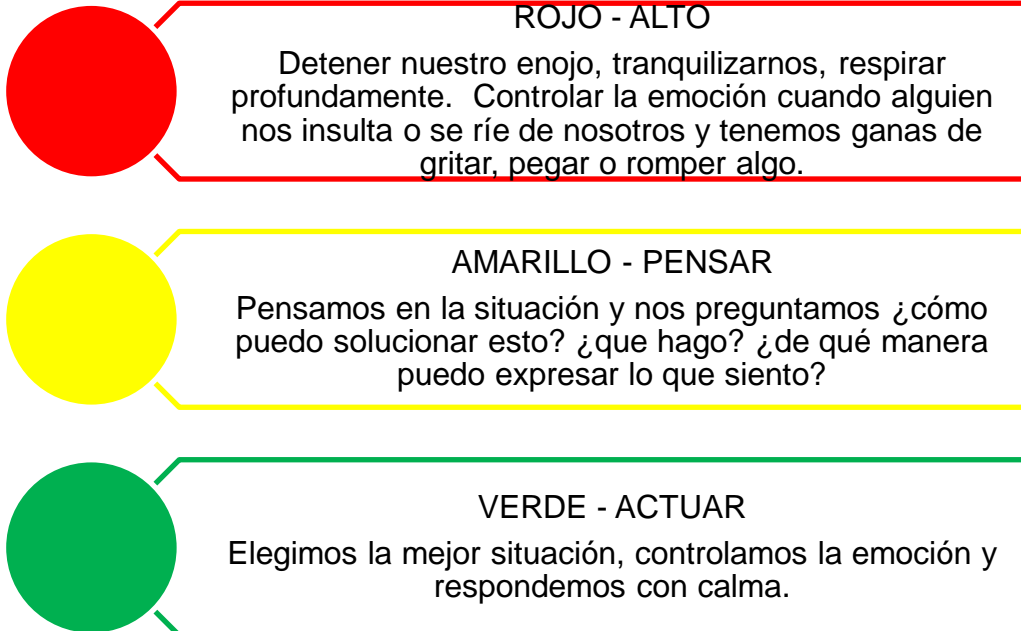 ROJO - ALTO
Detener nuestro enojo, tranquilizarnos, respirar
profundamente.  Controlar la emoción cuando alguien
nos insulta o se ríe de nosotros y tenemos ganas de
gritar, pegar o romper algo.
AMARILLO - PENSAR
Pensamos en la situación y nos preguntamos ¿cómo
puedo solucionar esto? ¿que hago? ¿de qué manera
puedo expresar lo que siento?
VERDE - ACTUAR
Elegimos la mejor situación, controlamos la emoción y
respondemos con calma.